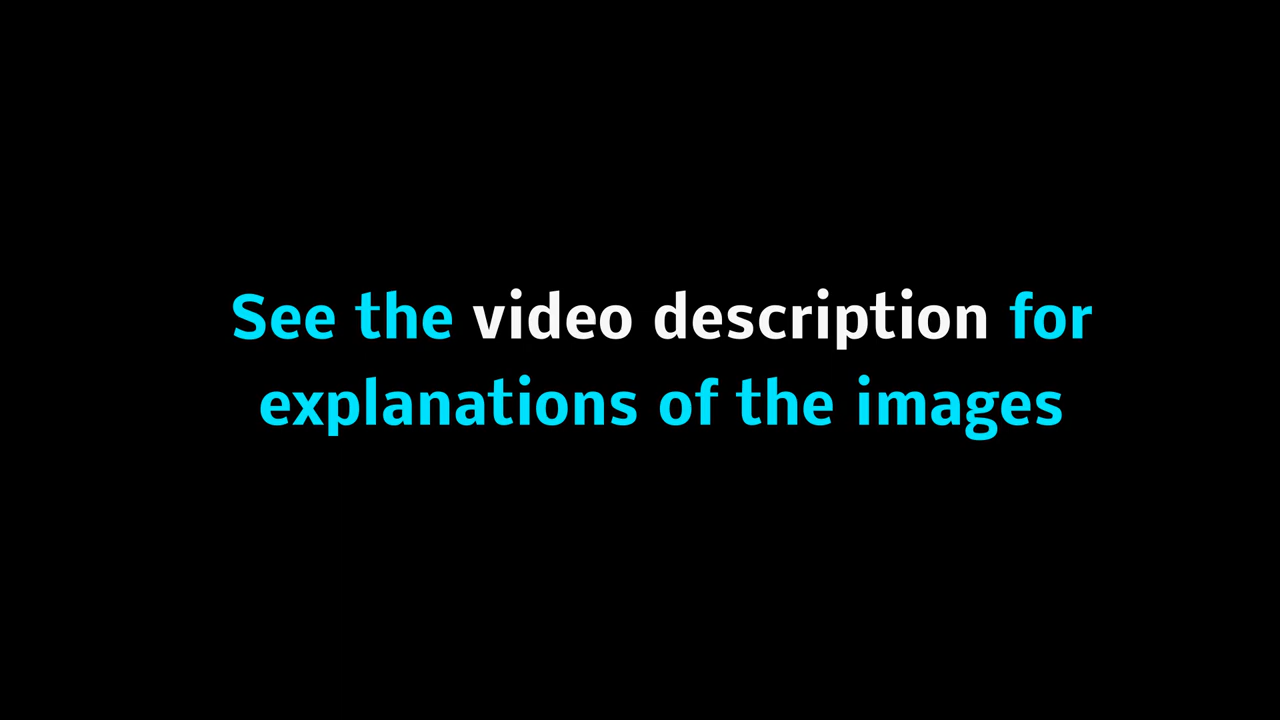 See the video description for
explanations of the images